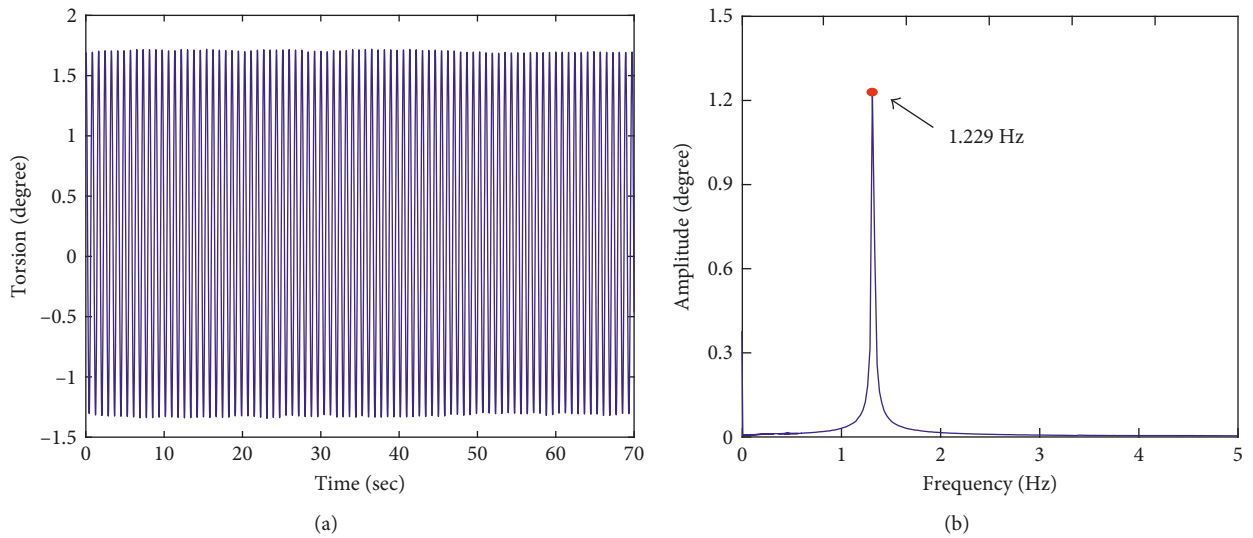 2
1.5
1
0.5
0
–0.5
–1
–1.5
Torsion (degree)
0 10 20 30 40 50 60 70
Time (sec)
(a)
1.5
1.2
0.9
0.6
0.3
0
Amplitude (degree)
1.229 Hz
0 1 2 3 4 5
Frequency (Hz)
(b)